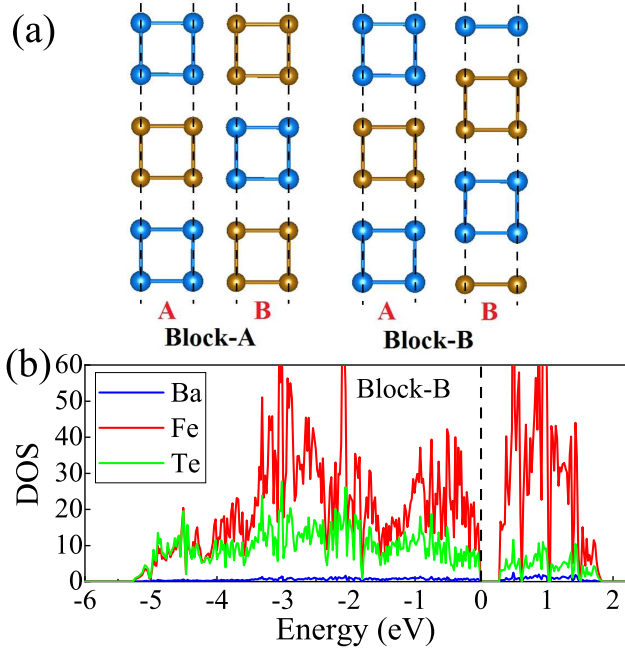 (a)
A B A B
Block-A Block-B
(b)
Block-B
Ba
Fe
Te
DOS
60
50
40
30
20
10
0
-6 -5 -4 -3 -2 -1 0 1 2
Energy (eV)